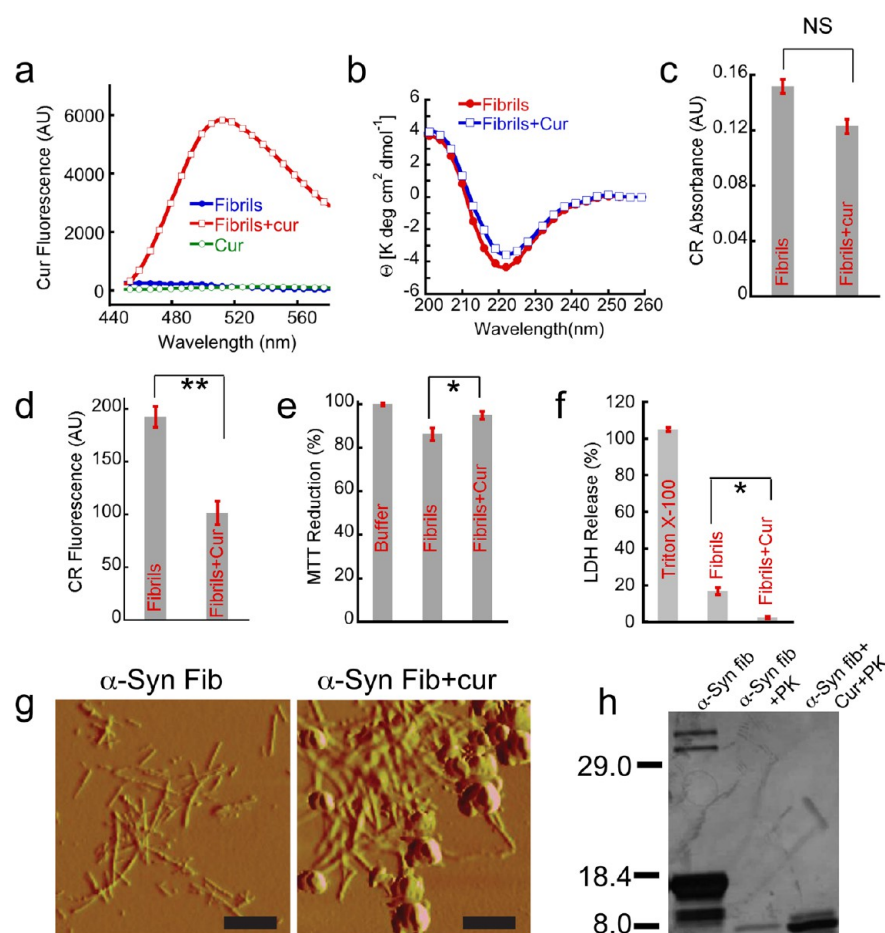 a
Cur Fluorescence (AU)
6000
4000
2000
0
440 480 520 560
Wavelength (nm)
Fibrils
Fibrils+cur
Cur
b
Θ [K deg cm² dmol⁻¹]
6
4
2
0
-2
-4
-6
200 210 220 230 240 250 260
Wavelength(nm)
Fibrils
Fibrils+Cur
c
NS
CR Absorbance (AU)
0.16
0.12
0.08
0.04
0
Fibrils
Fibrils+cur
d
**
CR Fluorescence (AU)
200
150
100
50
0
Fibrils
Fibrils+Cur
e
*
MTT Reduction (%)
100
80
60
40
20
0
Buffer
Fibrils
Fibrils+Cur
f
*
LDH Release (%)
120
100
80
60
40
20
0
Triton X-100
Fibrils
Fibrils+Cur
g
α-Syn Fib
α-Syn Fib+cur
h
α-Syn fib
α-Syn fib
+PK
α-Syn fib+
Cur+PK
29.0
18.4
8.0